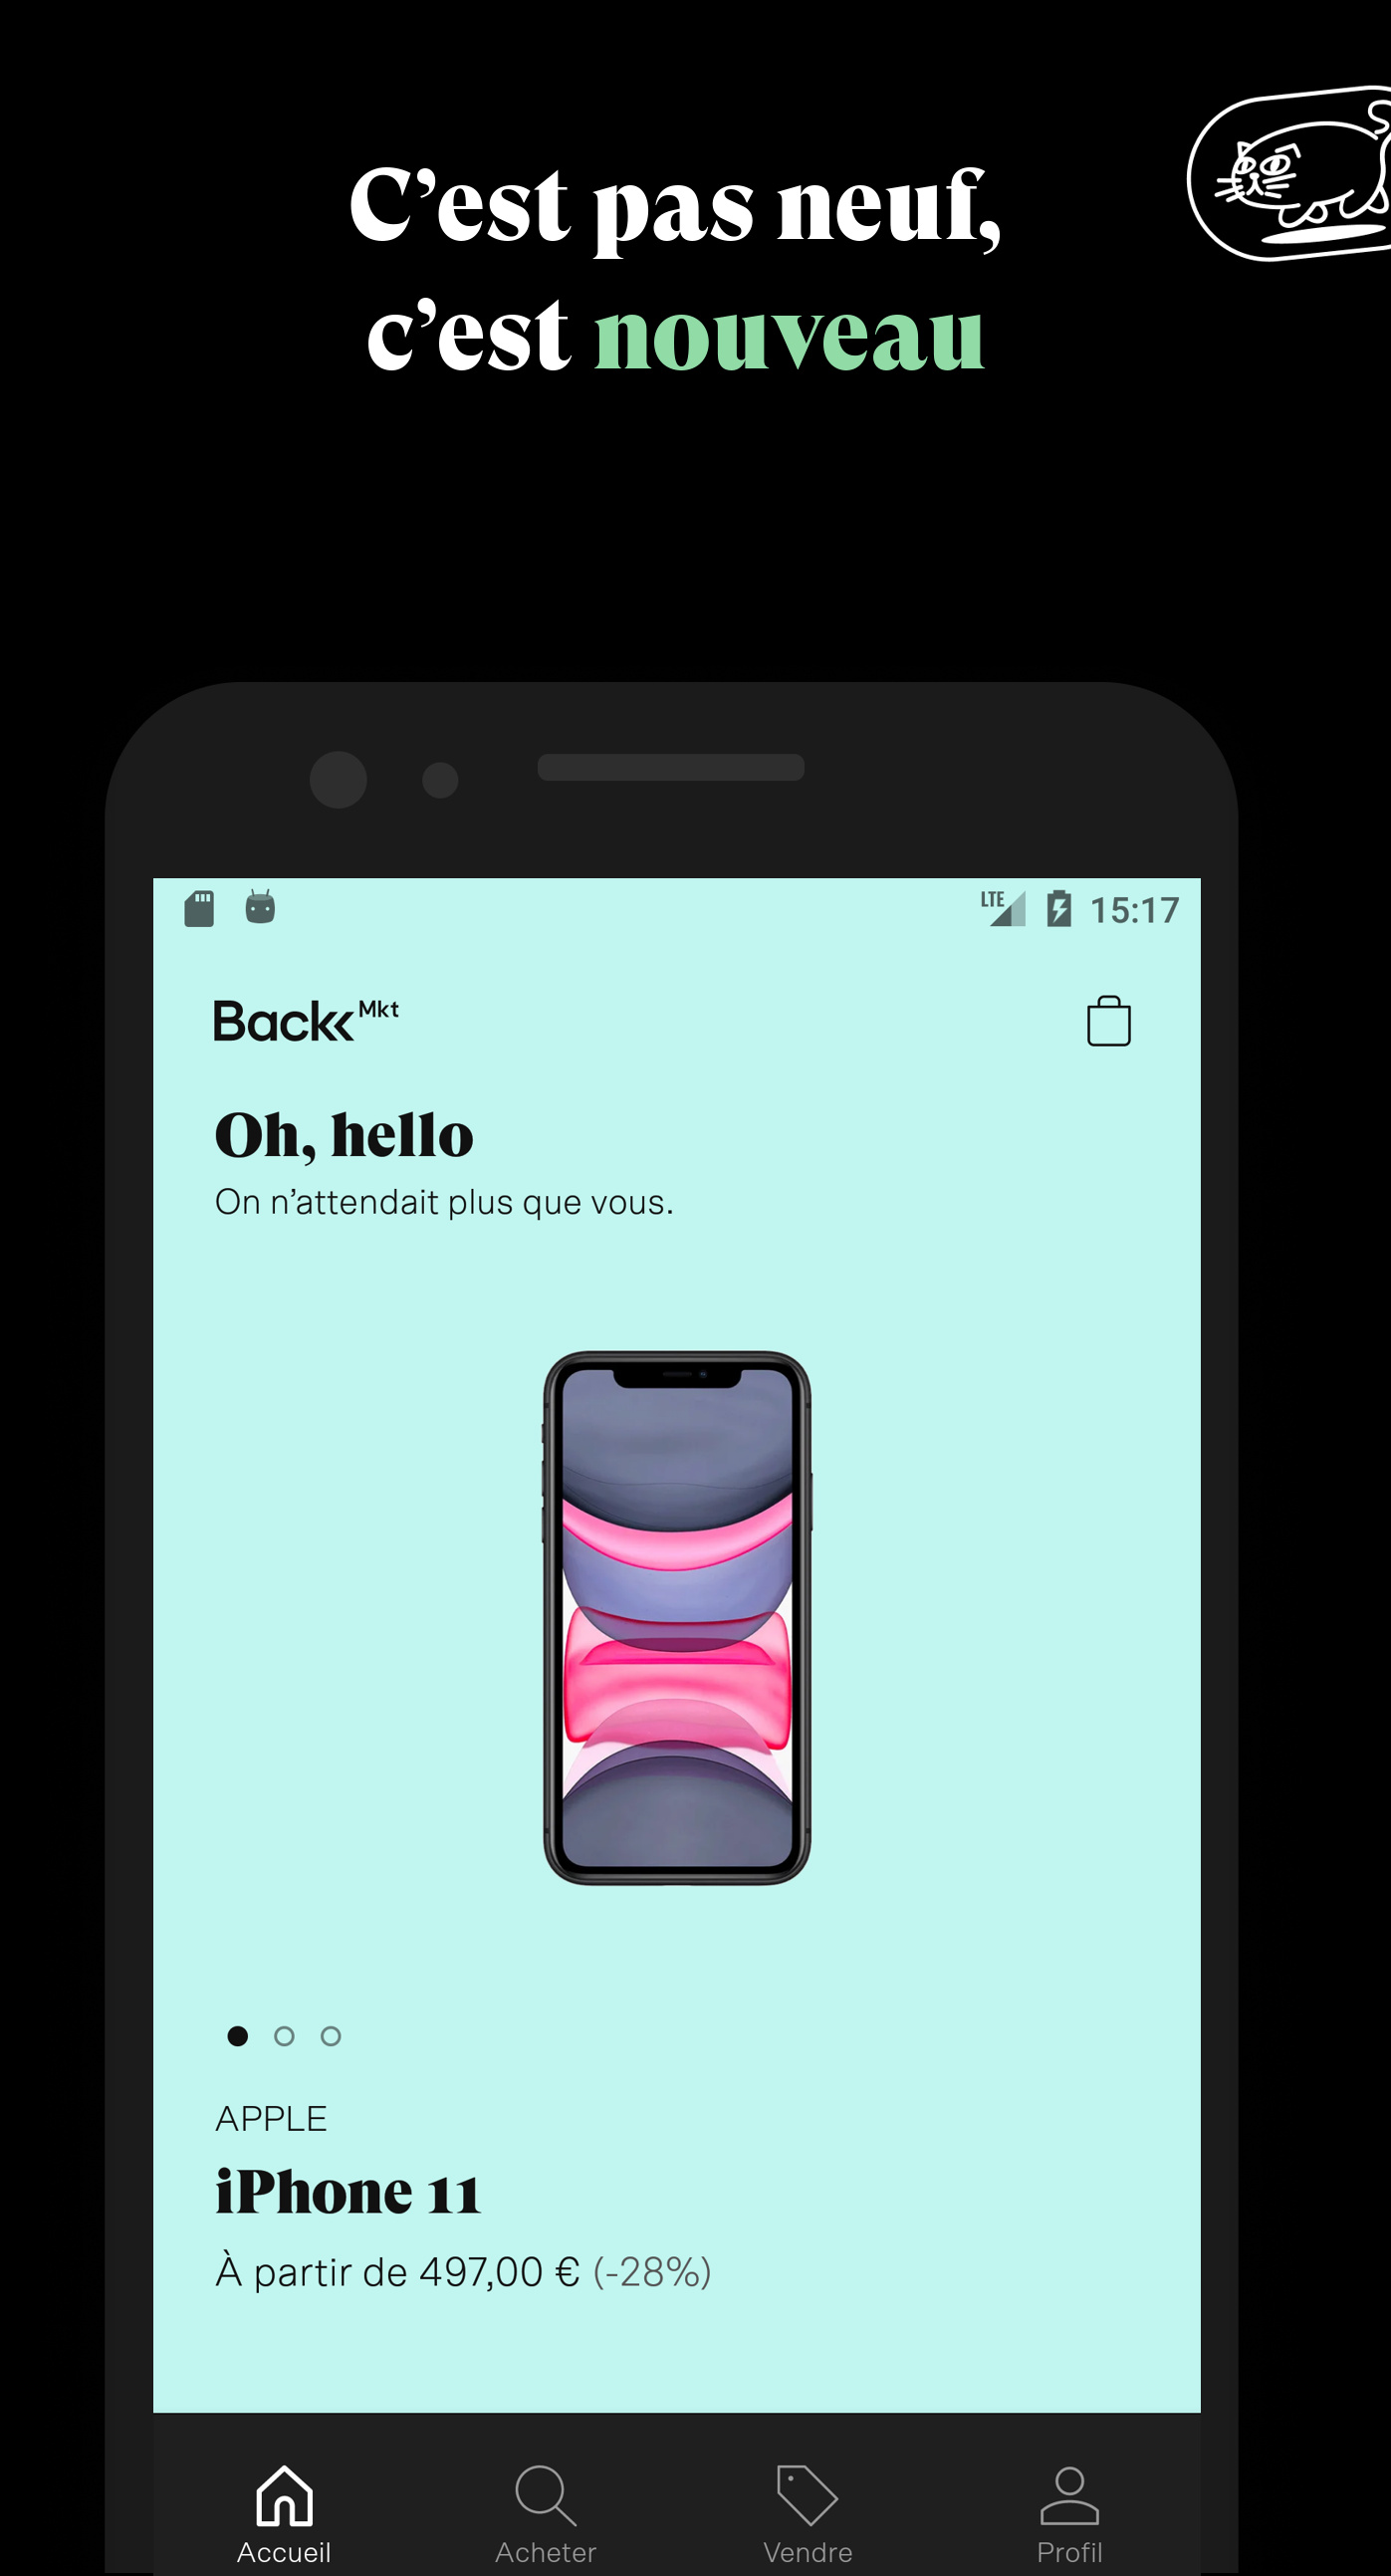 C’est pas neuf,
c’est nouveau
LTE 15:17
Back Mkt
Oh, hello
On n’attendait plus que vous.
APPLE
iPhone 11
À partir de 497,00 € (-28%)
Accueil Acheter Vendre Profil